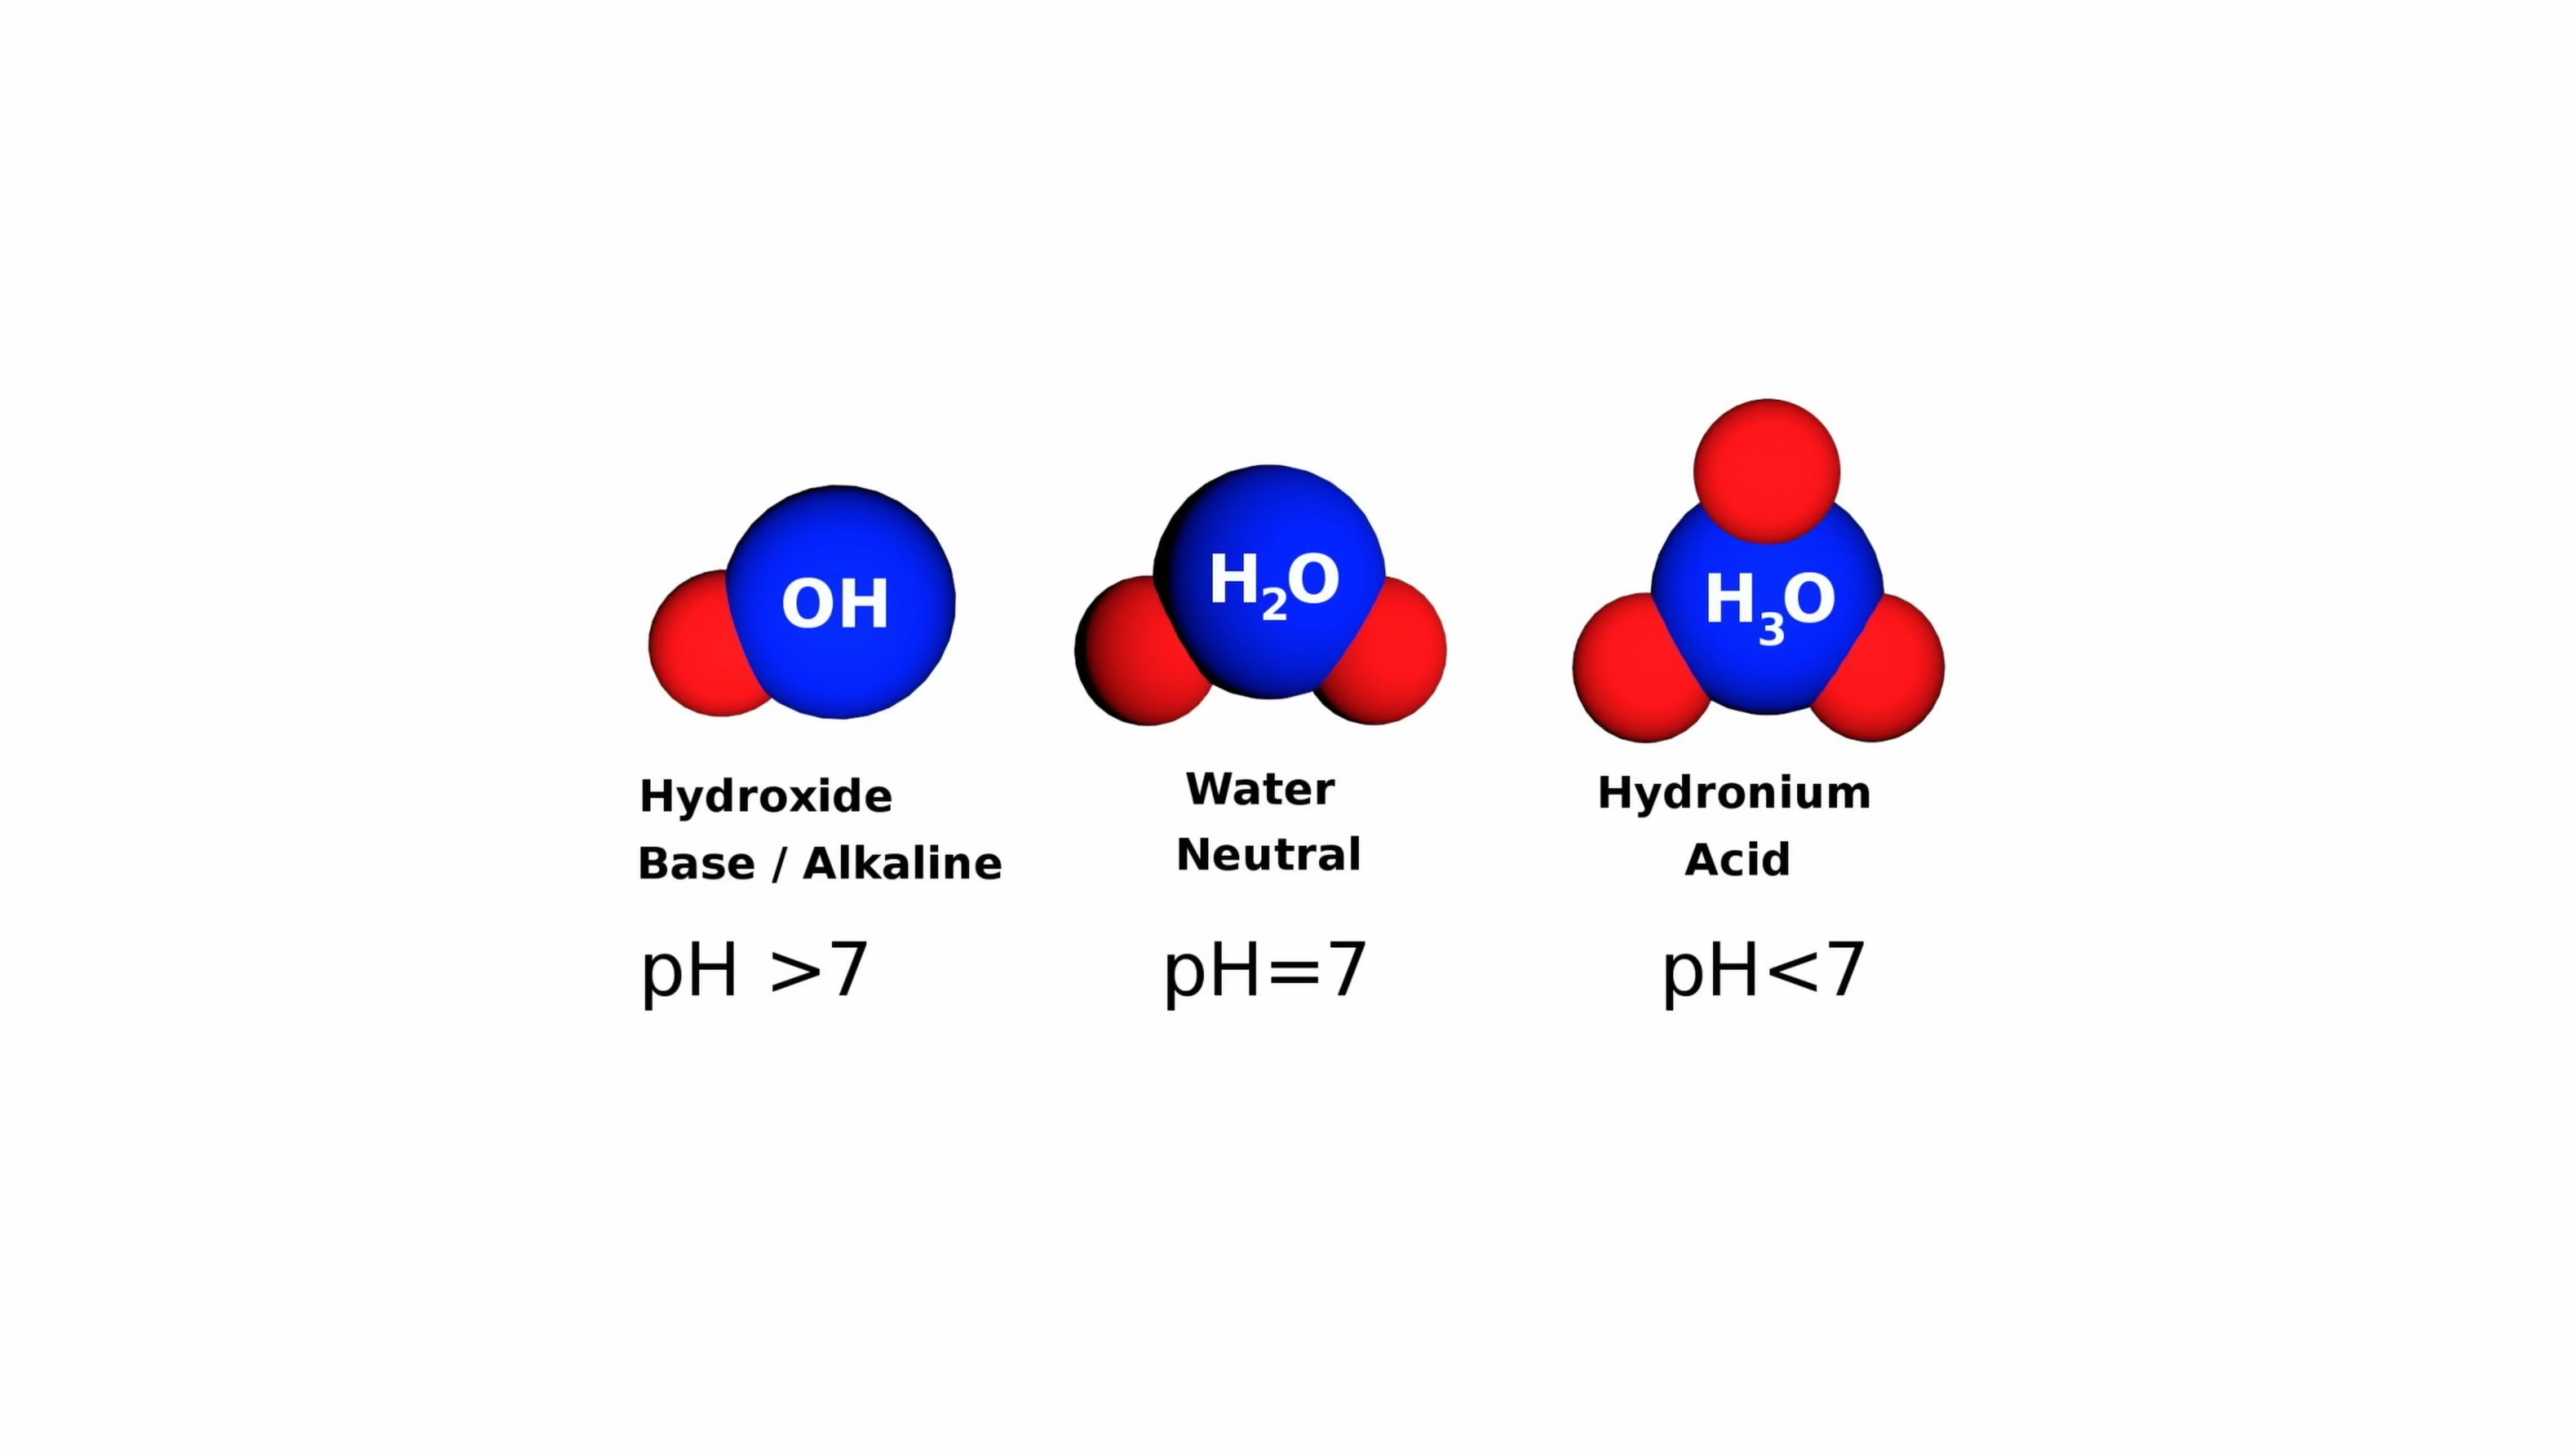 OH
Hydroxide
Base / Alkaline
pH >7
H₂O
Water
Neutral
pH=7
H₃O
Hydronium
Acid
pH<7